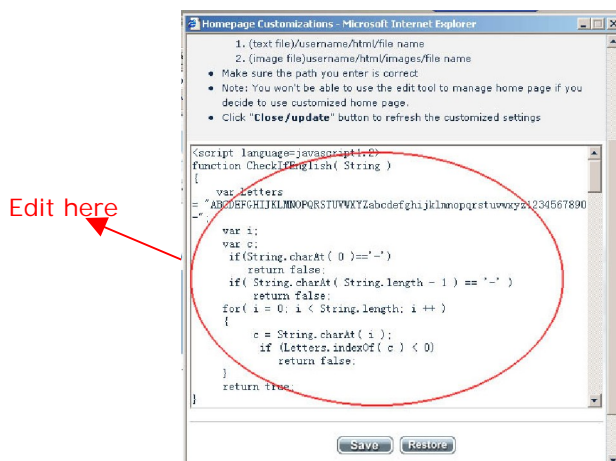 Homepage Customizations - Microsoft Internet Explorer
1. (text file)/username/html/file name
2. (image file)username/html/images/file name
• Make sure the path you enter is correct
• Note: You won't be able to use the edit tool to manage home page if you
decide to use customized home page.
• Click "Close/update" button to refresh the customized settings
<script language=javascript1.2>
function CheckIfEnglish( String )
{
var Letters
= "ABCDEFGHIJKLMNOPQRSTUVWXYZabcdefghijklmnopqrstuvwxyz1234567890
-";
var i;
var c;
if(String.charAt( 0 )=='-')
return false;
if( String.charAt( String.length - 1 ) == '-' )
return false;
for( i = 0; i < String.length; i ++ )
{
c = String.charAt( i );
if (Letters.indexOf( c ) < 0)
return false;
}
return true;
}
Edit here
Save Restore